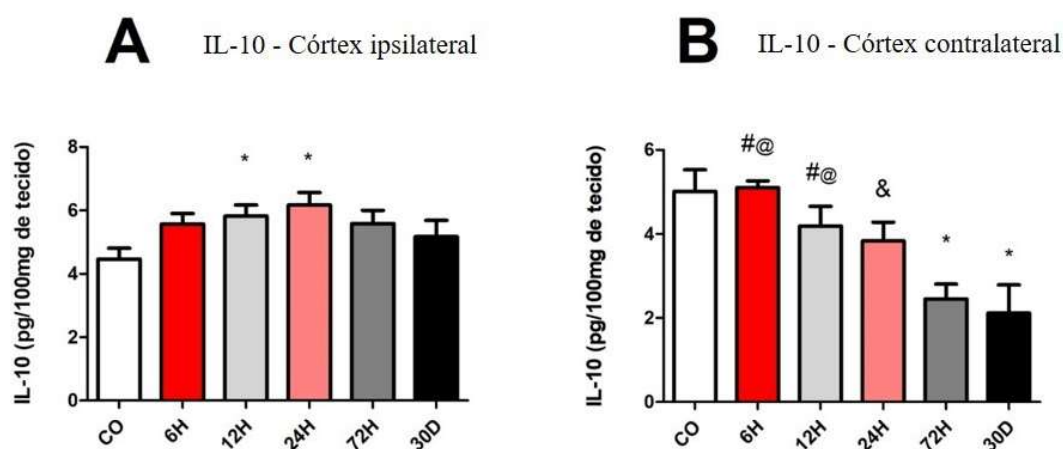 A IL-10 - Córtex ipsilateral
IL-10 (pg/100mg de tecido)
8
6
4
2
0
* *
CO 6H 12H 24H 72H 30D
B IL-10 - Córtex contralateral
IL-10 (pg/100mg de tecido)
6
4
2
0
#@ #@ & * *
CO 6H 12H 24H 72H 30D